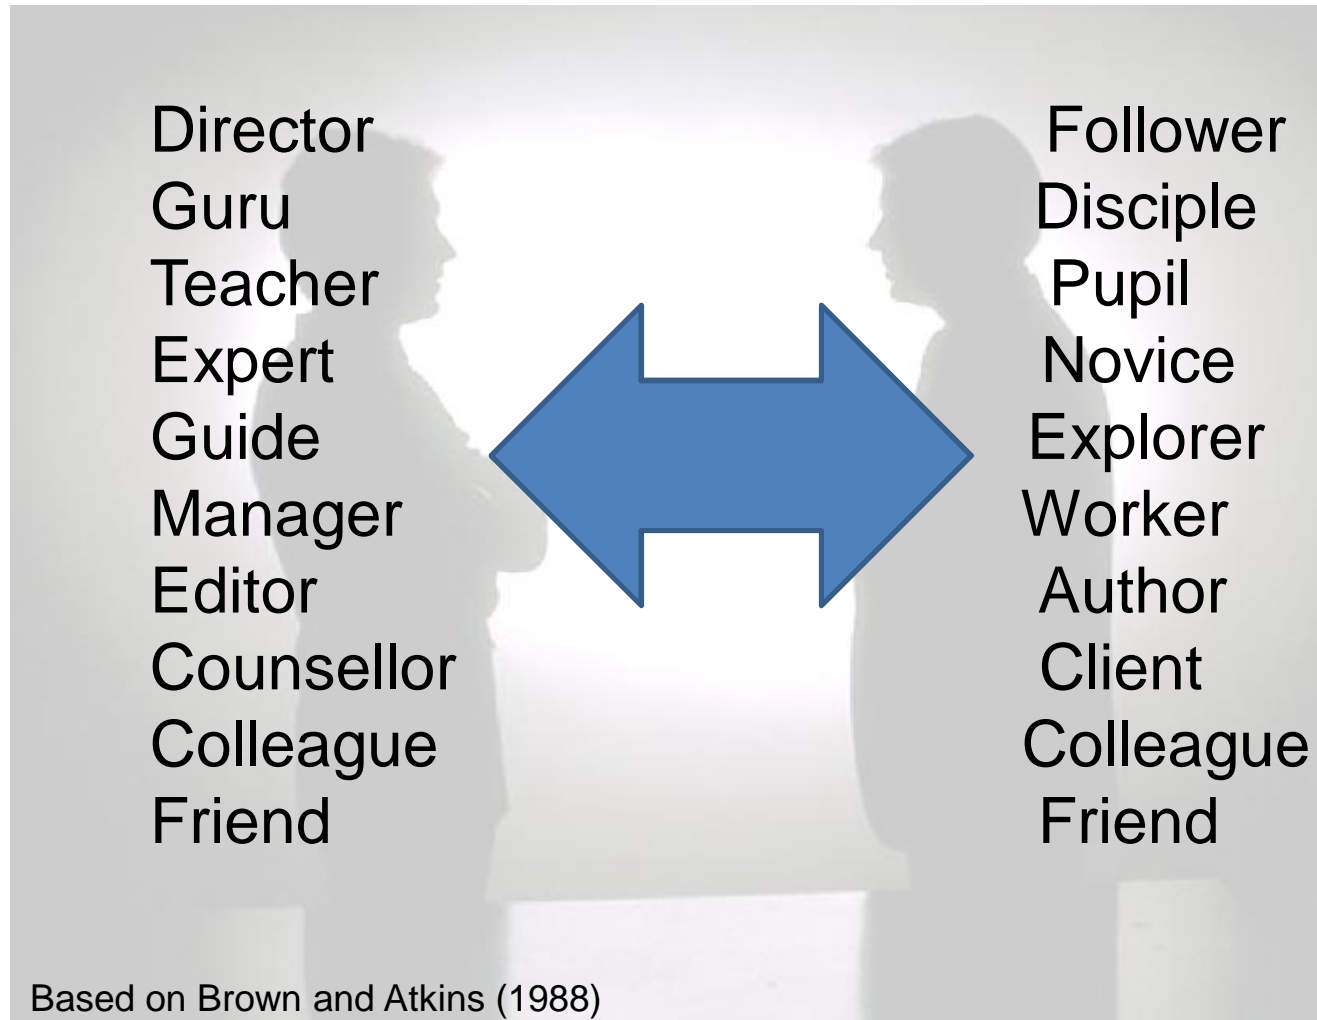 Director Follower
Guru Disciple
Teacher Pupil
Expert Novice
Guide Explorer
Manager Worker
Editor Author
Counsellor Client
Colleague Colleague
Friend Friend
Based on Brown and Atkins (1988)